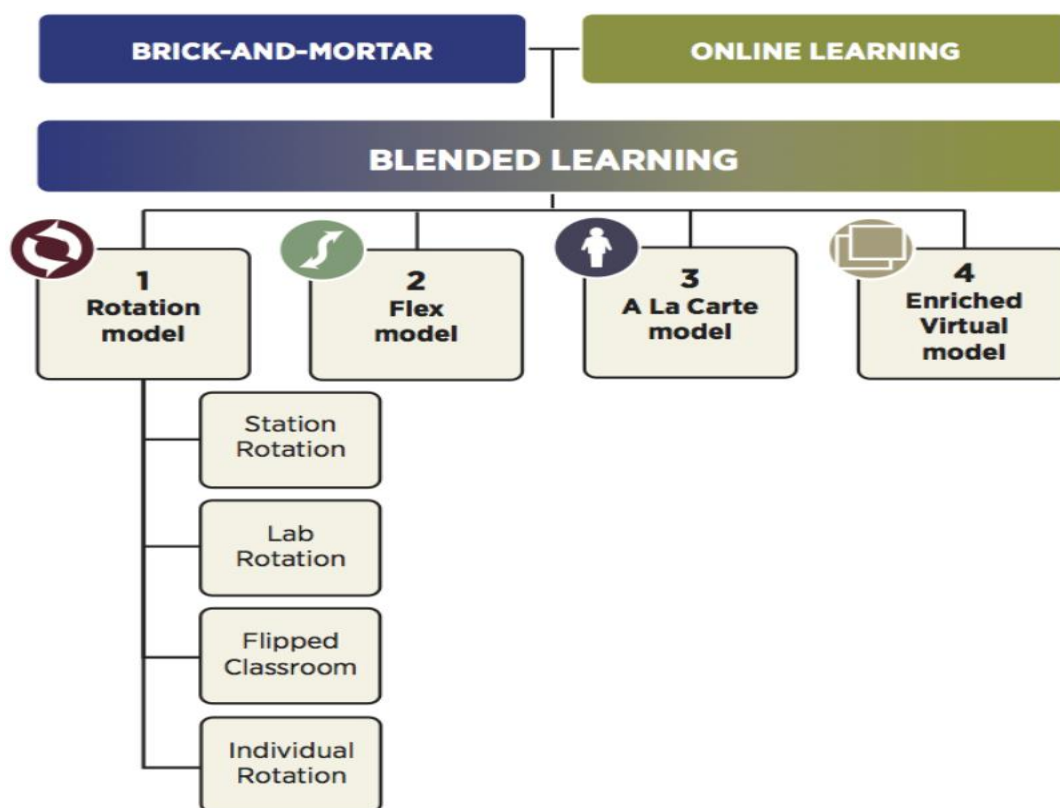 BRICK-AND-MORTAR
ONLINE LEARNING
BLENDED LEARNING
1
Rotation
model
2
Flex
model
3
A La Carte
model
4
Enriched
Virtual
model
Station
Rotation
Lab
Rotation
Flipped
Classroom
Individual
Rotation